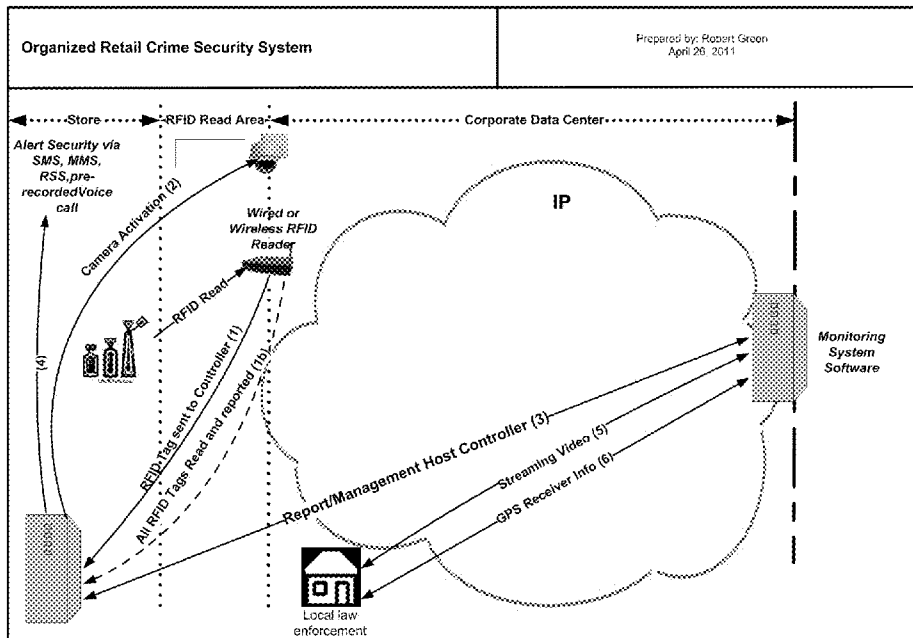 Organized Retail Crime Security System
Prepared by: Robert Green
April 26, 2011
Store
RFID Read Area
Corporate Data Center
Alert Security via
SMS, MMS,
RSS,pre-
recordedVoice
call
Camera Activation (2)
Wired or
Wireless RFID
Reader
IP
RFID Read
(4)
RFID Tag sent to Controller (1)
All RFID Tags Read and reported (1b)
Monitoring
System
Software
Report/Management Host Controller (3)
Streaming Video (5)
GPS Receiver Info (6)
Local law
enforcement